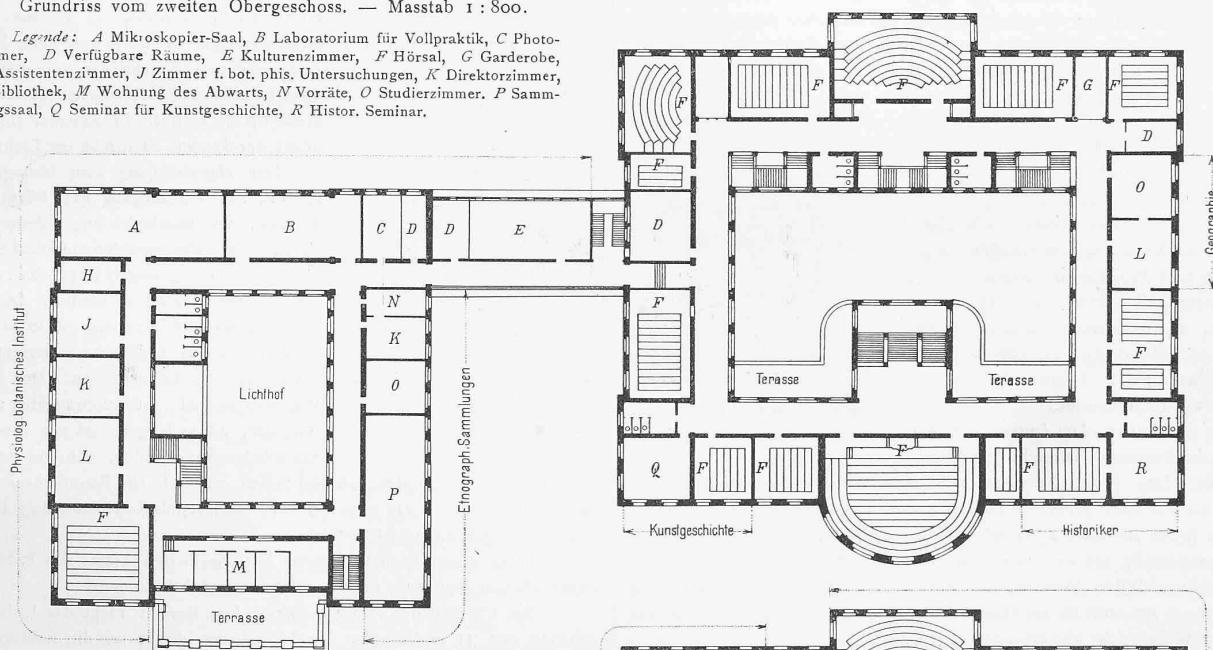 Grundriss vom zweiten Obergeschoss. — Masstab 1 : 800.
Legende: A Mikroskopier-Saal, B Laboratorium für Vollpraktik, C Photo-
mer, D Verfügbare Räume, E Kulturenzimmer, F Hörsal, G Garderobe,
Assistentenzimmer, J Zimmer f. bot. phis. Untersuchungen, K Direktorzimmer,
Bibliothek, M Wohnung des Abwarts, N Vorräte, O Studierzimmer. P Samm-
gssaal, Q Seminar für Kunstgeschichte, R Histor. Seminar.
F
F
F
F
G
F
D
F
O
D
L
A
B
C
D
D
E
H
J
K
L
F
N
K
O
P
M
Lichthof
Terrasse
Physiolog botanisches Institut
Etnograph. Sammlungen
F
F
Terasse
Terasse
Q
F
F
F
F
R
Kunstgeschichte
Historiker
Geographie